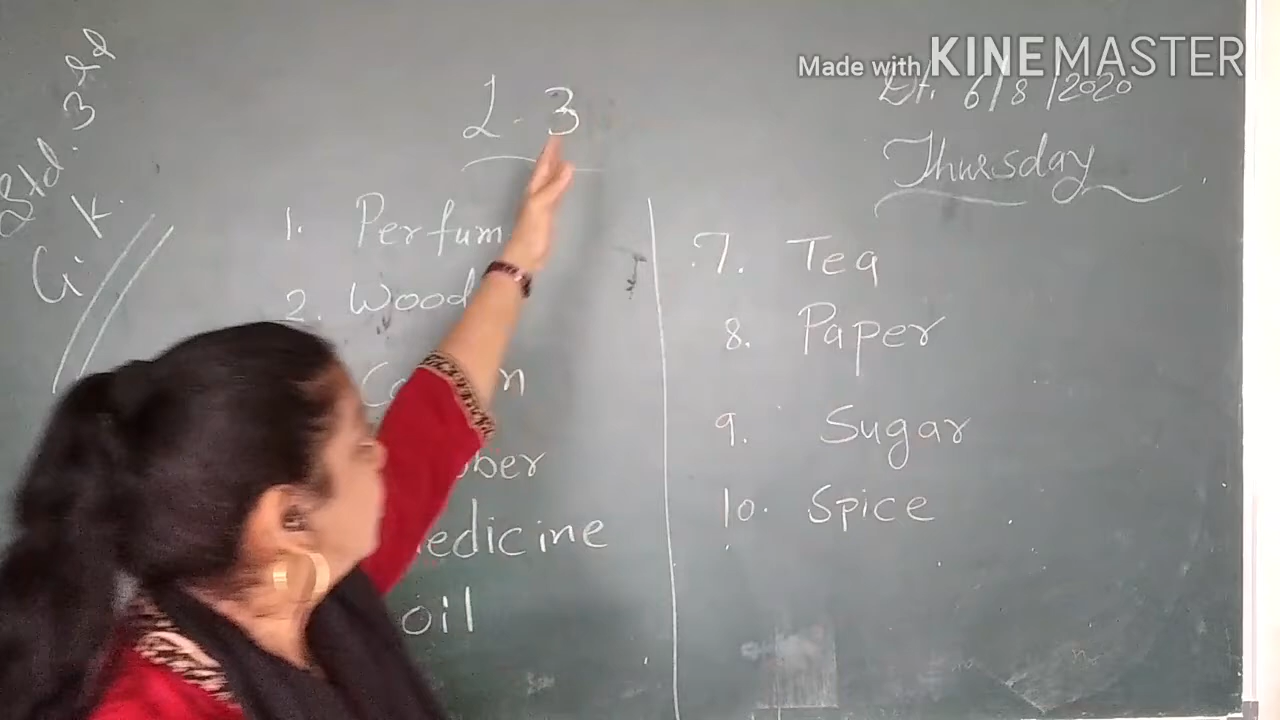 Made with KINEMASTER
Std. 3rd
G.K.
L-3
Dt. 6/8/2020
Thursday
1. Perfum
2. Wood
oil
7. Tea
8. Paper
9. Sugar
10. Spice